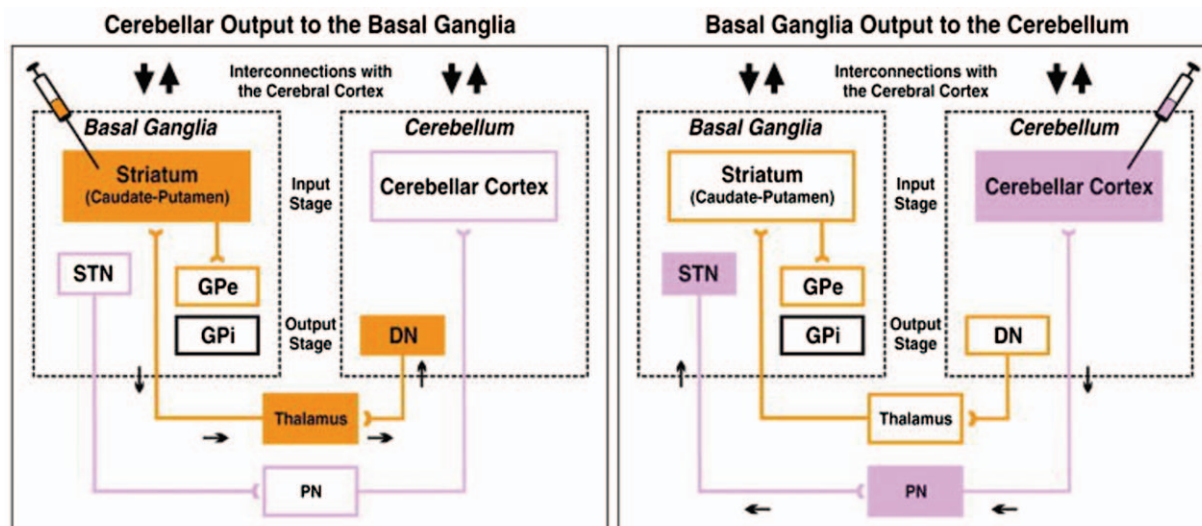 Cerebellar Output to the Basal Ganglia
Interconnections with
the Cerebral Cortex
Basal Ganglia
Cerebellum
Striatum
(Caudate-Putamen)
Input
Stage
Cerebellar Cortex
STN
GPe
GPi
Output
Stage
DN
Thalamus
PN
Basal Ganglia Output to the Cerebellum
Interconnections with
the Cerebral Cortex
Basal Ganglia
Cerebellum
Striatum
(Caudate-Putamen)
Input
Stage
Cerebellar Cortex
STN
GPe
GPi
Output
Stage
DN
Thalamus
PN